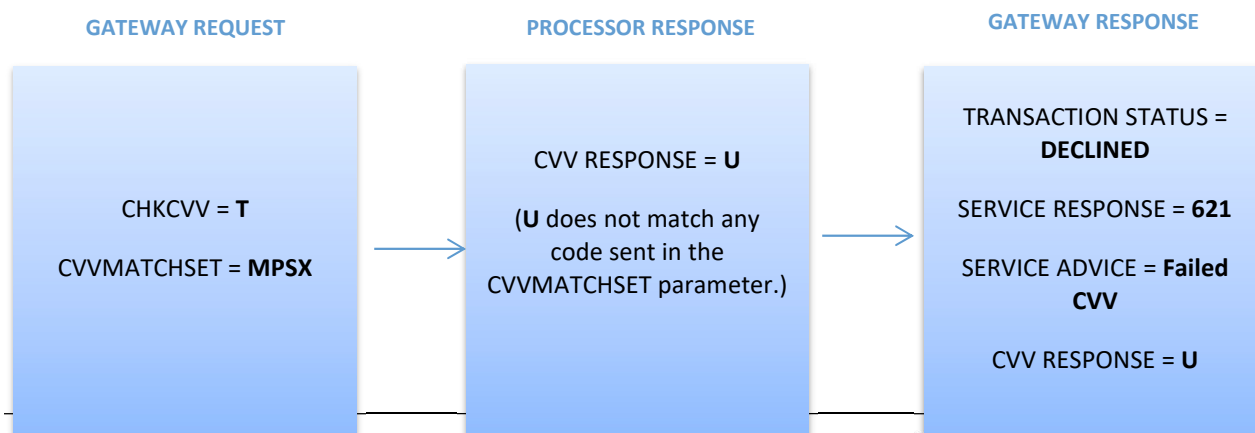 GATEWAY REQUEST
CHKCVV = T
CVVMATCHSET = MPSX
PROCESSOR RESPONSE
CVV RESPONSE = U
(U does not match any
code sent in the
CVVMATCHSET parameter.)
GATEWAY RESPONSE
TRANSACTION STATUS =
DECLINED
SERVICE RESPONSE = 621
SERVICE ADVICE = Failed
CVV
CVV RESPONSE = U